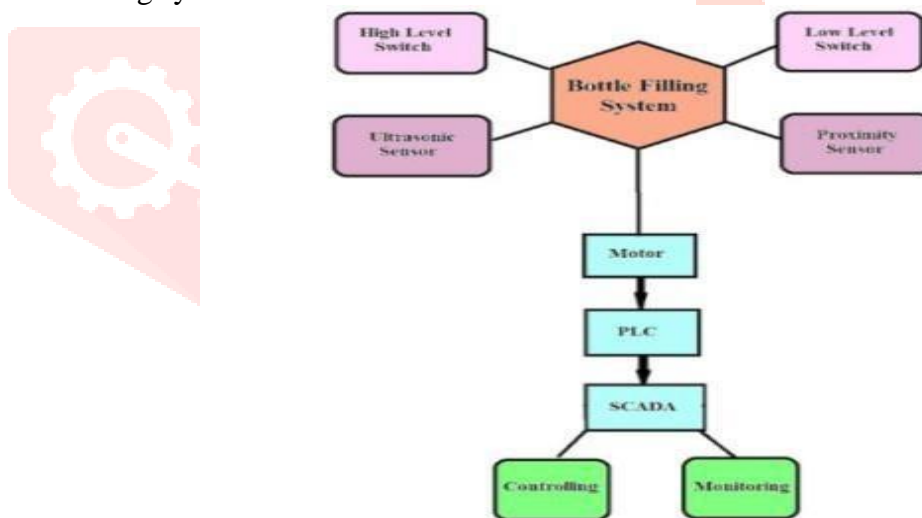 High Level
Switch
Low Level
Switch
Bottle Filling
System
Ultrasonic
Sensor
Proximity
Sensor
Motor
PLC
SCADA
Controlling
Monitoring